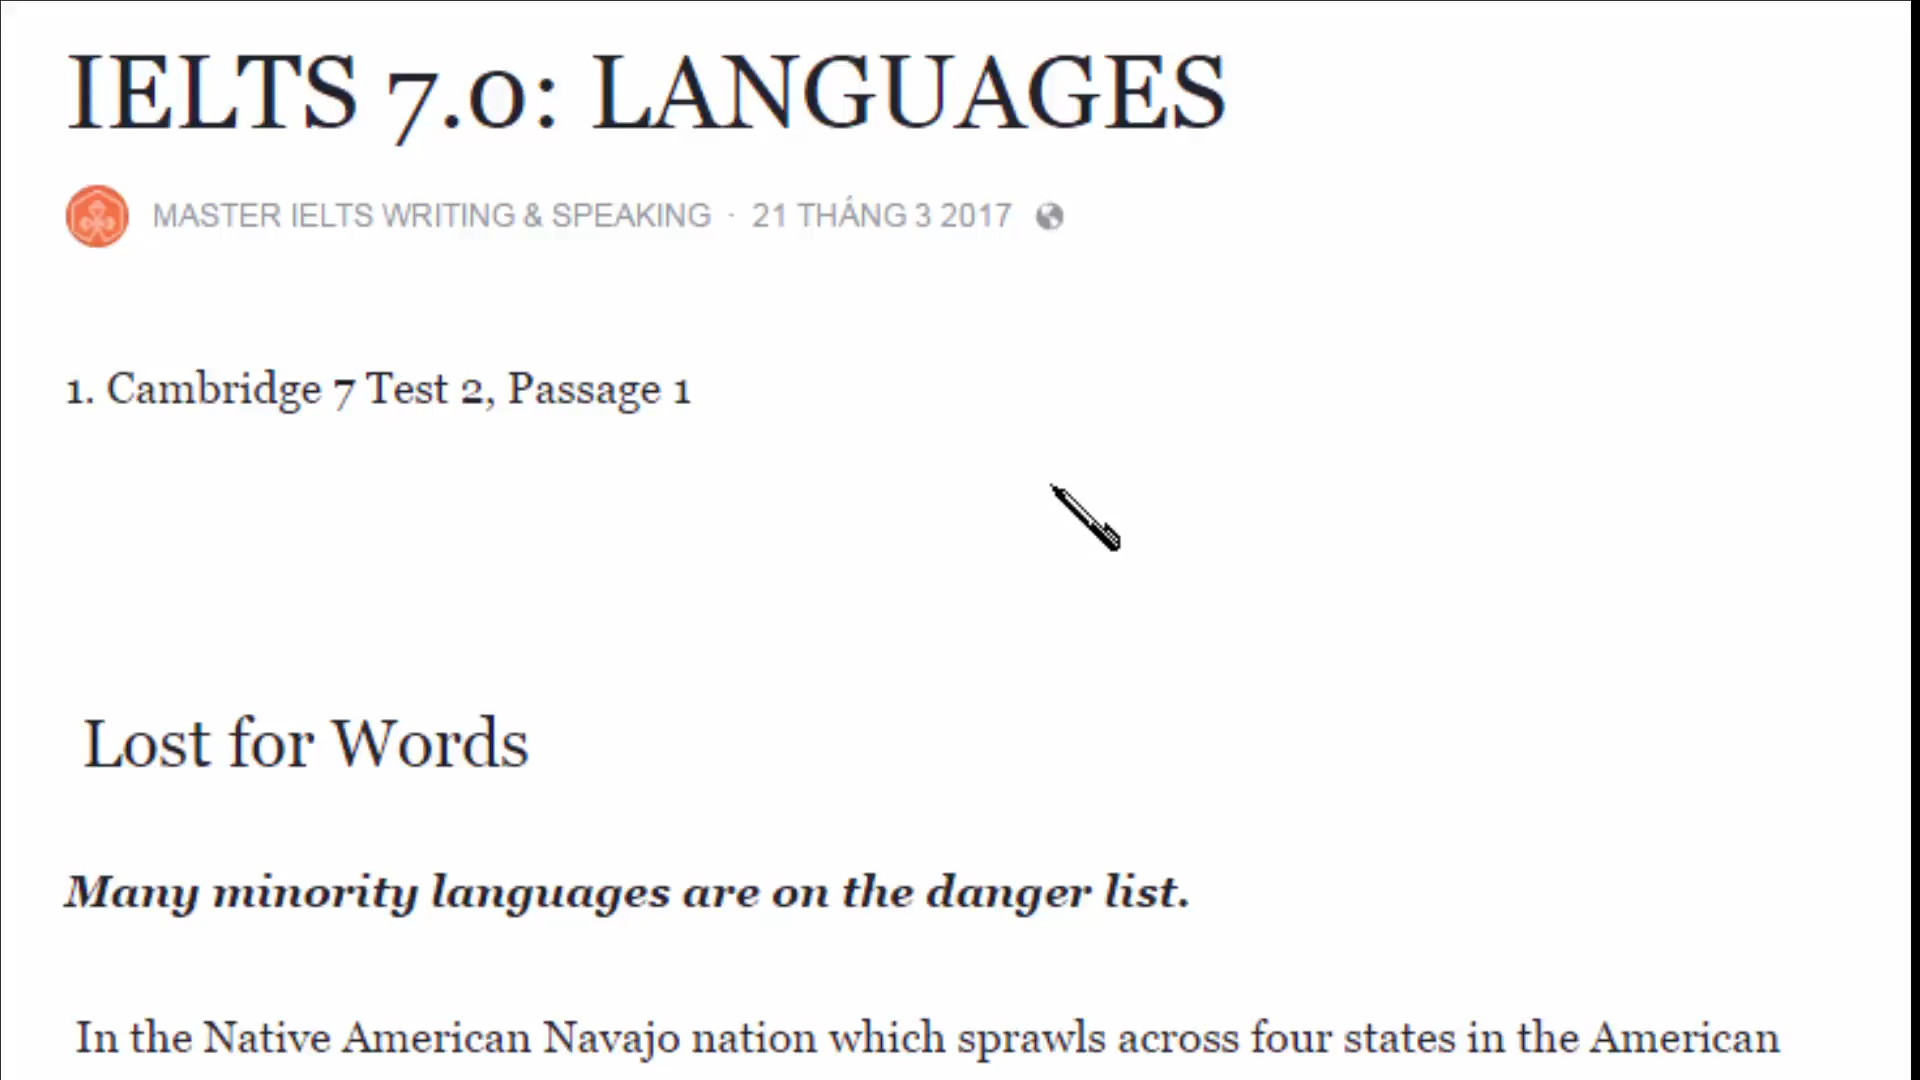 IELTS 7.0: LANGUAGES
MASTER IELTS WRITING & SPEAKING · 21 THÁNG 3 2017
1. Cambridge 7 Test 2, Passage 1
Lost for Words
Many minority languages are on the danger list.
In the Native American Navajo nation which sprawls across four states in the American